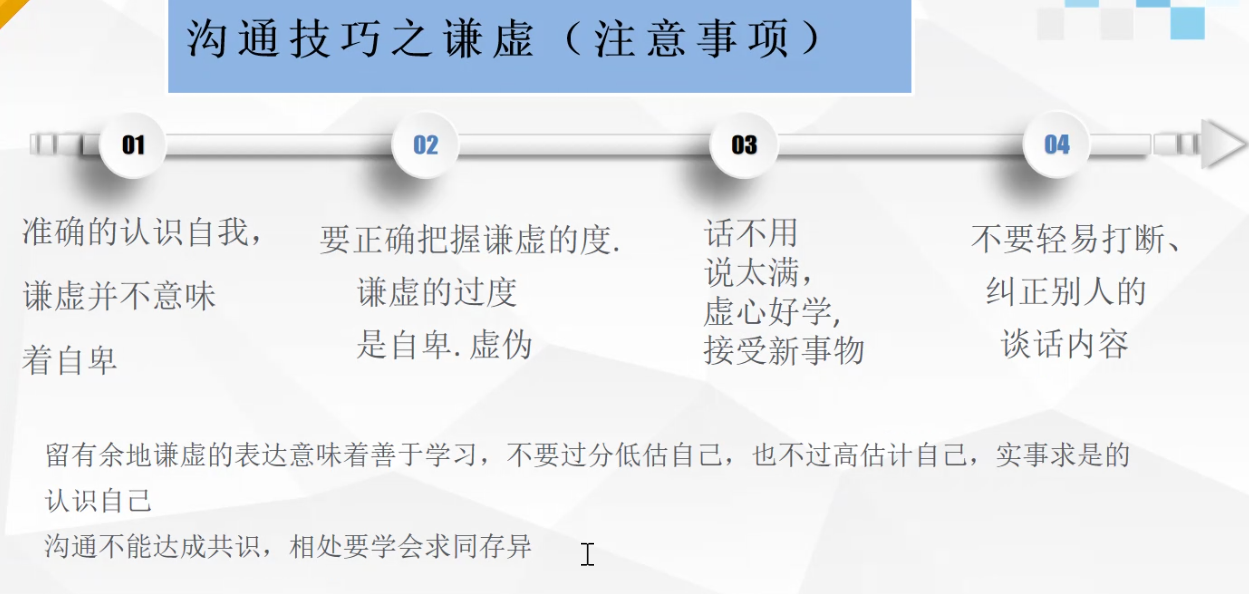 沟通技巧之谦虚（注意事项）
01
准确的认识自我，
谦虚并不意味
着自卑
02
要正确把握谦虚的度.
谦虚的过度
是自卑.虚伪
03
话不用
说太满，
虚心好学,
接受新事物
04
不要轻易打断、
纠正别人的
谈话内容
留有余地谦虚的表达意味着善于学习，不要过分低估自己，也不过高估计自己，实事求是的
认识自己
沟通不能达成共识，相处要学会求同存异